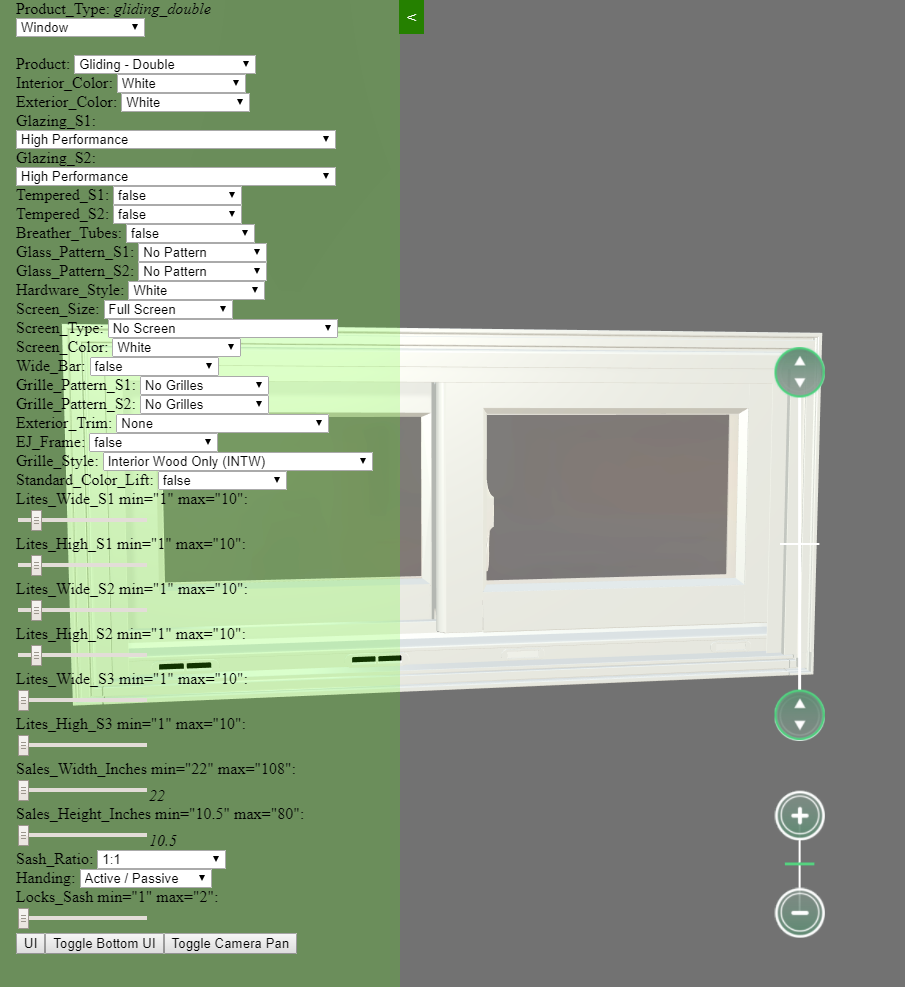 Product_Type: gliding_double
Window
<
Product: Gliding - Double
Interior_Color: White
Exterior_Color: White
Glazing_S1:
High Performance
Glazing_S2:
High Performance
Tempered_S1: false
Tempered_S2: false
Breather_Tubes: false
Glass_Pattern_S1: No Pattern
Glass_Pattern_S2: No Pattern
Hardware_Style: White
Screen_Size: Full Screen
Screen_Type: No Screen
Screen_Color: White
Wide_Bar: false
Grille_Pattern_S1: No Grilles
Grille_Pattern_S2: No Grilles
Exterior_Trim: None
EJ_Frame: false
Grille_Style: Interior Wood Only (INTW)
Standard_Color_Lift: false
Lites_Wide_S1 min="1" max="10":
Lites_High_S1 min="1" max="10":
Lites_Wide_S2 min="1" max="10":
Lites_High_S2 min="1" max="10":
Lites_Wide_S3 min="1" max="10":
Lites_High_S3 min="1" max="10":
Sales_Width_Inches min="22" max="108":
22
Sales_Height_Inches min="10.5" max="80":
10.5
Sash_Ratio: 1:1
Handing: Active / Passive
Locks_Sash min="1" max="2":
UI Toggle Bottom UI Toggle Camera Pan